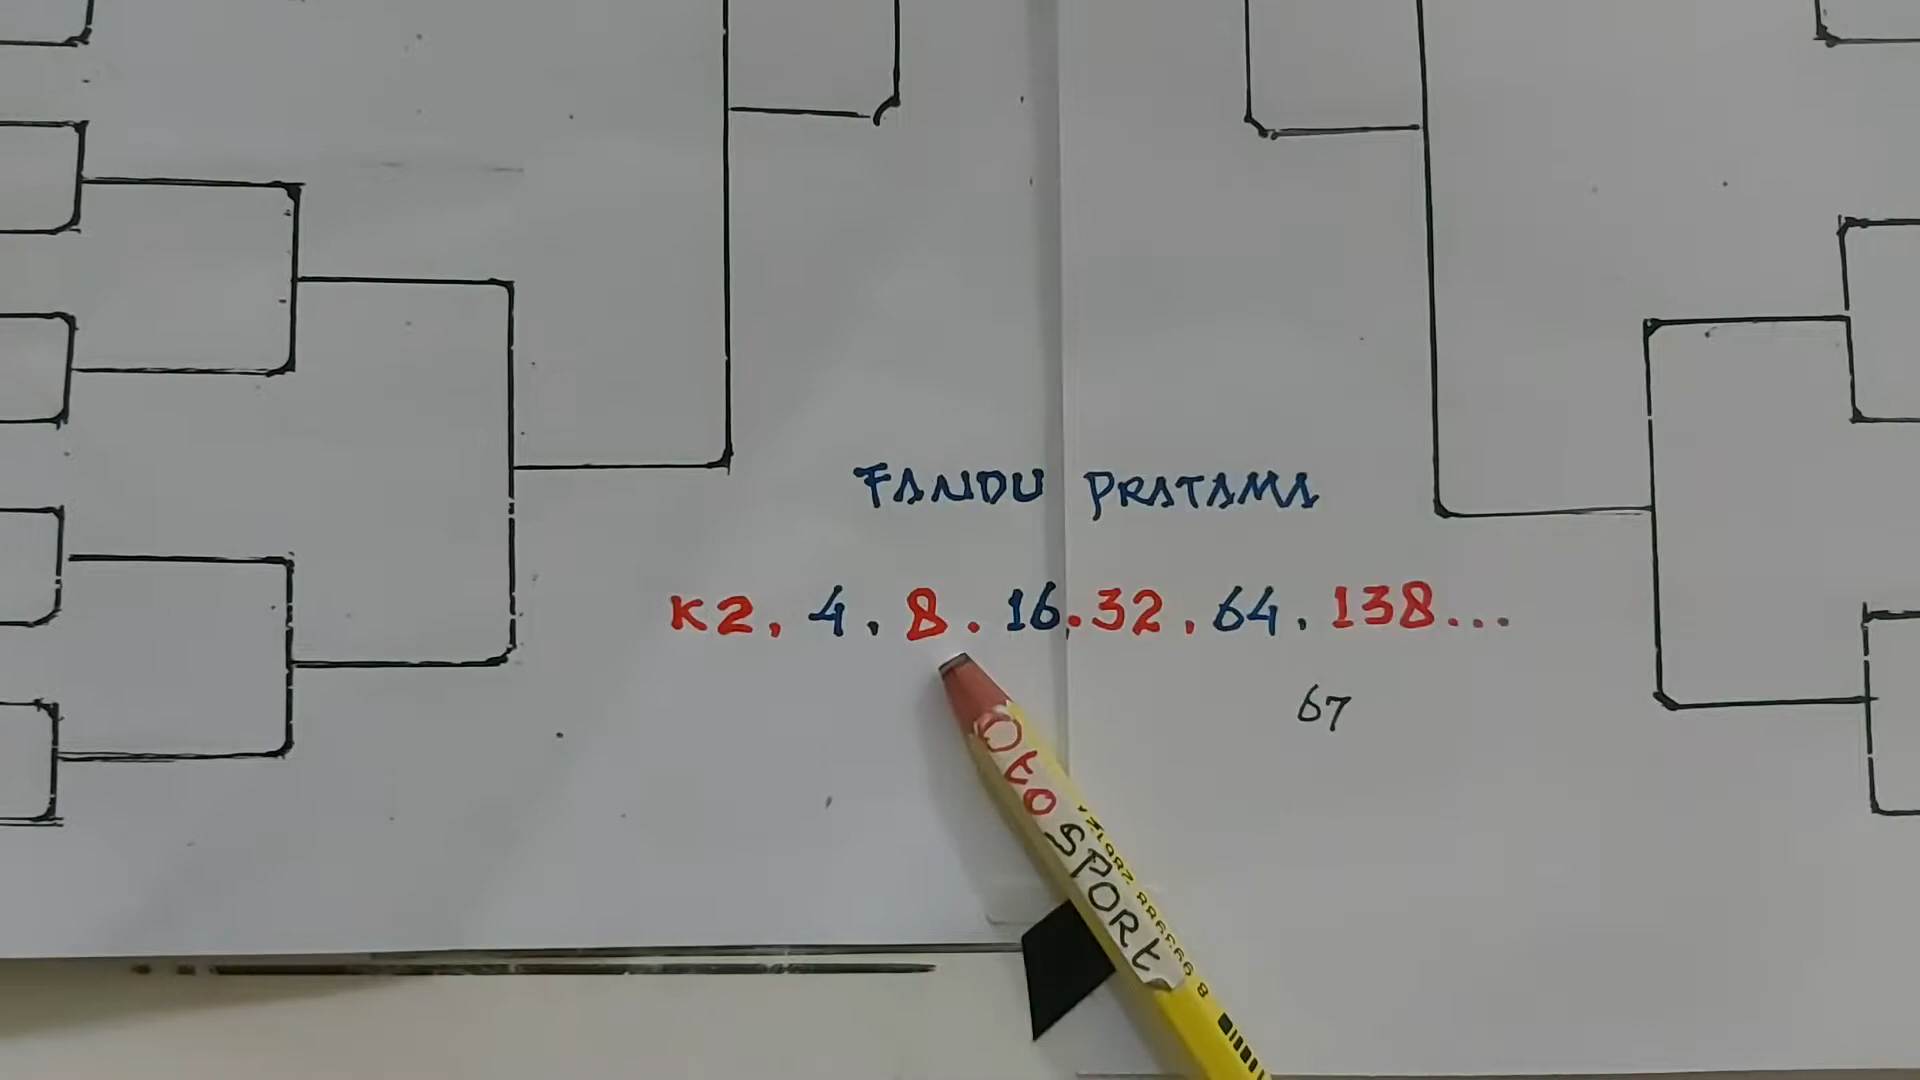 FANDU PRATAMA
K2. 4. 8. 16. 32. 64. 138...
67
Oto SPORt